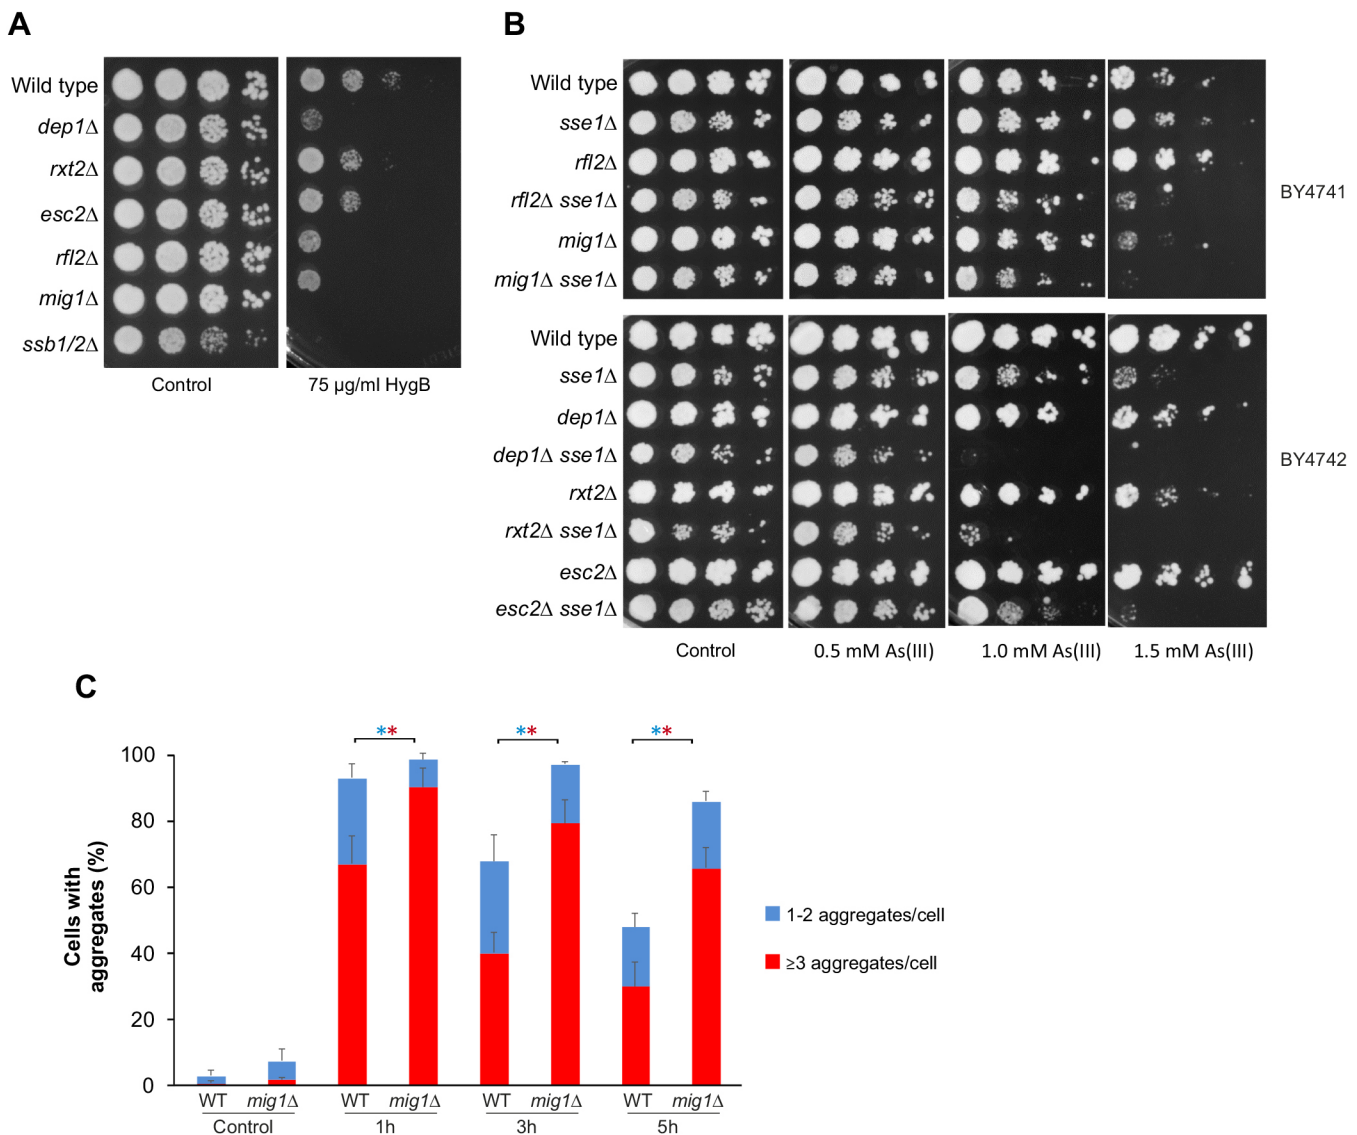 A
Wild type
dep1Δ
rxt2Δ
esc2Δ
rfl2Δ
mig1Δ
ssb1/2Δ
Control
75 µg/ml HygB
B
Wild type
sse1Δ
rfl2Δ
rfl2Δ sse1Δ
mig1Δ
mig1Δ sse1Δ
BY4741
Wild type
sse1Δ
dep1Δ
dep1Δ sse1Δ
rxt2Δ
rxt2Δ sse1Δ
esc2Δ
esc2Δ sse1Δ
BY4742
Control
0.5 mM As(III)
1.0 mM As(III)
1.5 mM As(III)
C
Cells with
aggregates (%)
100
80
60
40
20
0
**
**
**
WT
mig1Δ
WT
mig1Δ
WT
mig1Δ
WT
mig1Δ
Control
1h
3h
5h
1-2 aggregates/cell
≥3 aggregates/cell